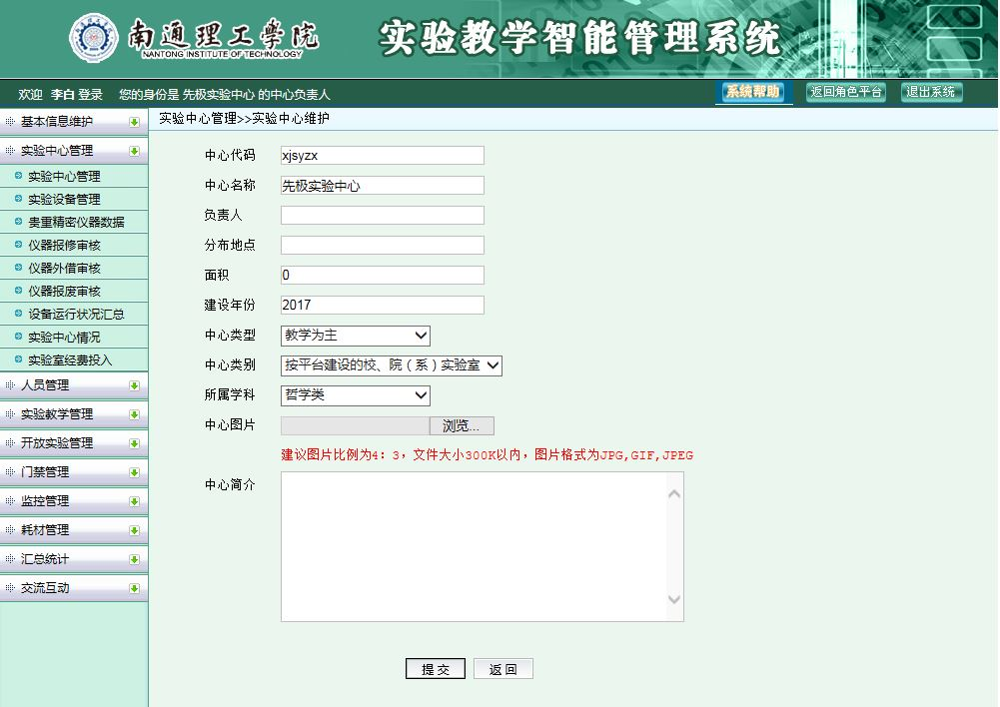 南通理工學院
NANTONG INSTITUTE OF TECHNOLOGY
实验教学智能管理系统
欢迎 李白 登录 您的身份是 先极实验中心 的中心负责人
系统帮助 返回角色平台 退出系统
实验中心管理>>实验中心维护
基本信息维护
实验中心管理
实验中心管理
实验设备管理
贵重精密仪器数据
仪器报修审核
仪器外借审核
仪器报废审核
设备运行状况汇总
实验中心情况
实验室经费投入
人员管理
实验教学管理
开放实验管理
门禁管理
监控管理
耗材管理
汇总统计
交流互动
中心代码 xjsyzx
中心名称 先极实验中心
负责人
分布地点
面积 0
建设年份 2017
中心类型 教学为主
中心类别 按平台建设的校、院（系）实验室
所属学科 哲学类
中心图片 浏览...
建议图片比例为4：3，文件大小300K以内，图片格式为JPG,GIF,JPEG
中心简介
提 交 返 回